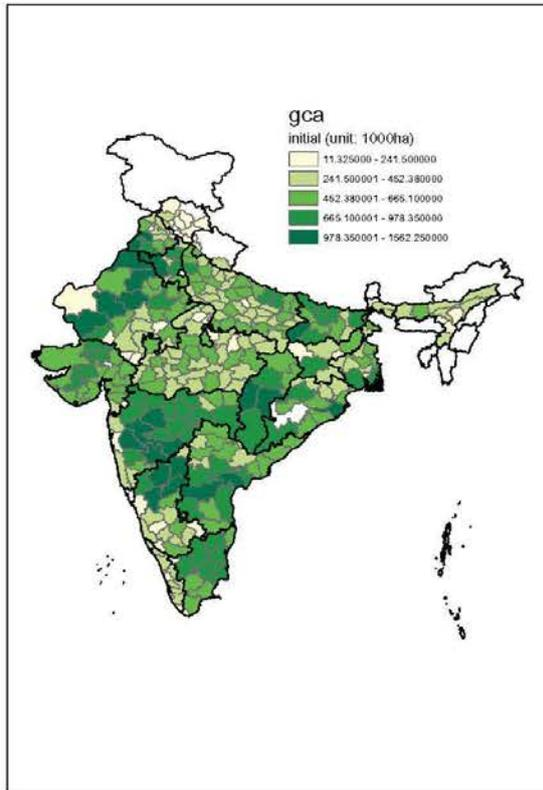 gca
initial (unit: 1000ha)
11.325000 - 241.500000
241.500001 - 452.380000
452.380001 - 665.100000
665.100001 - 978.350000
978.350001 - 1562.250000